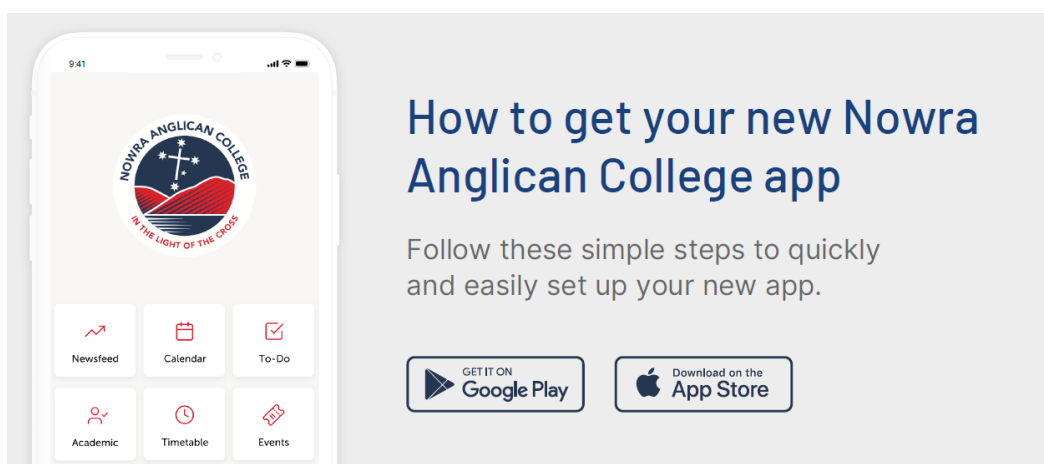 9:41
NOWRA ANGLICAN COLLEGE
IN THE LIGHT OF THE CROSS
Newsfeed
Calendar
To-Do
Academic
Timetable
Events
How to get your new Nowra
Anglican College app
Follow these simple steps to quickly
and easily set up your new app.
GET IT ON
Google Play
Download on the
App Store